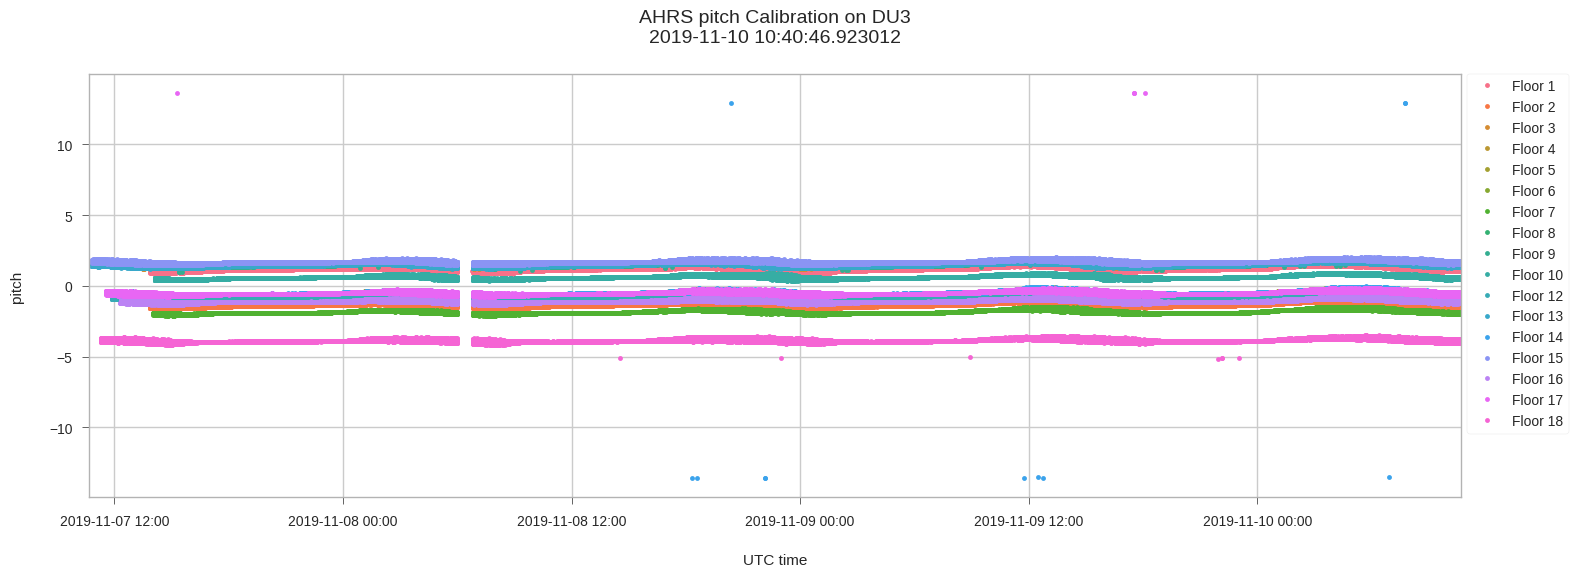 AHRS pitch Calibration on DU3
2019-11-10 10:40:46.923012
10
5
0
−5
−10
pitch
2019-11-07 12:00
2019-11-08 00:00
2019-11-08 12:00
2019-11-09 00:00
2019-11-09 12:00
2019-11-10 00:00
UTC time
Floor 1
Floor 2
Floor 3
Floor 4
Floor 5
Floor 6
Floor 7
Floor 8
Floor 9
Floor 10
Floor 12
Floor 13
Floor 14
Floor 15
Floor 16
Floor 17
Floor 18